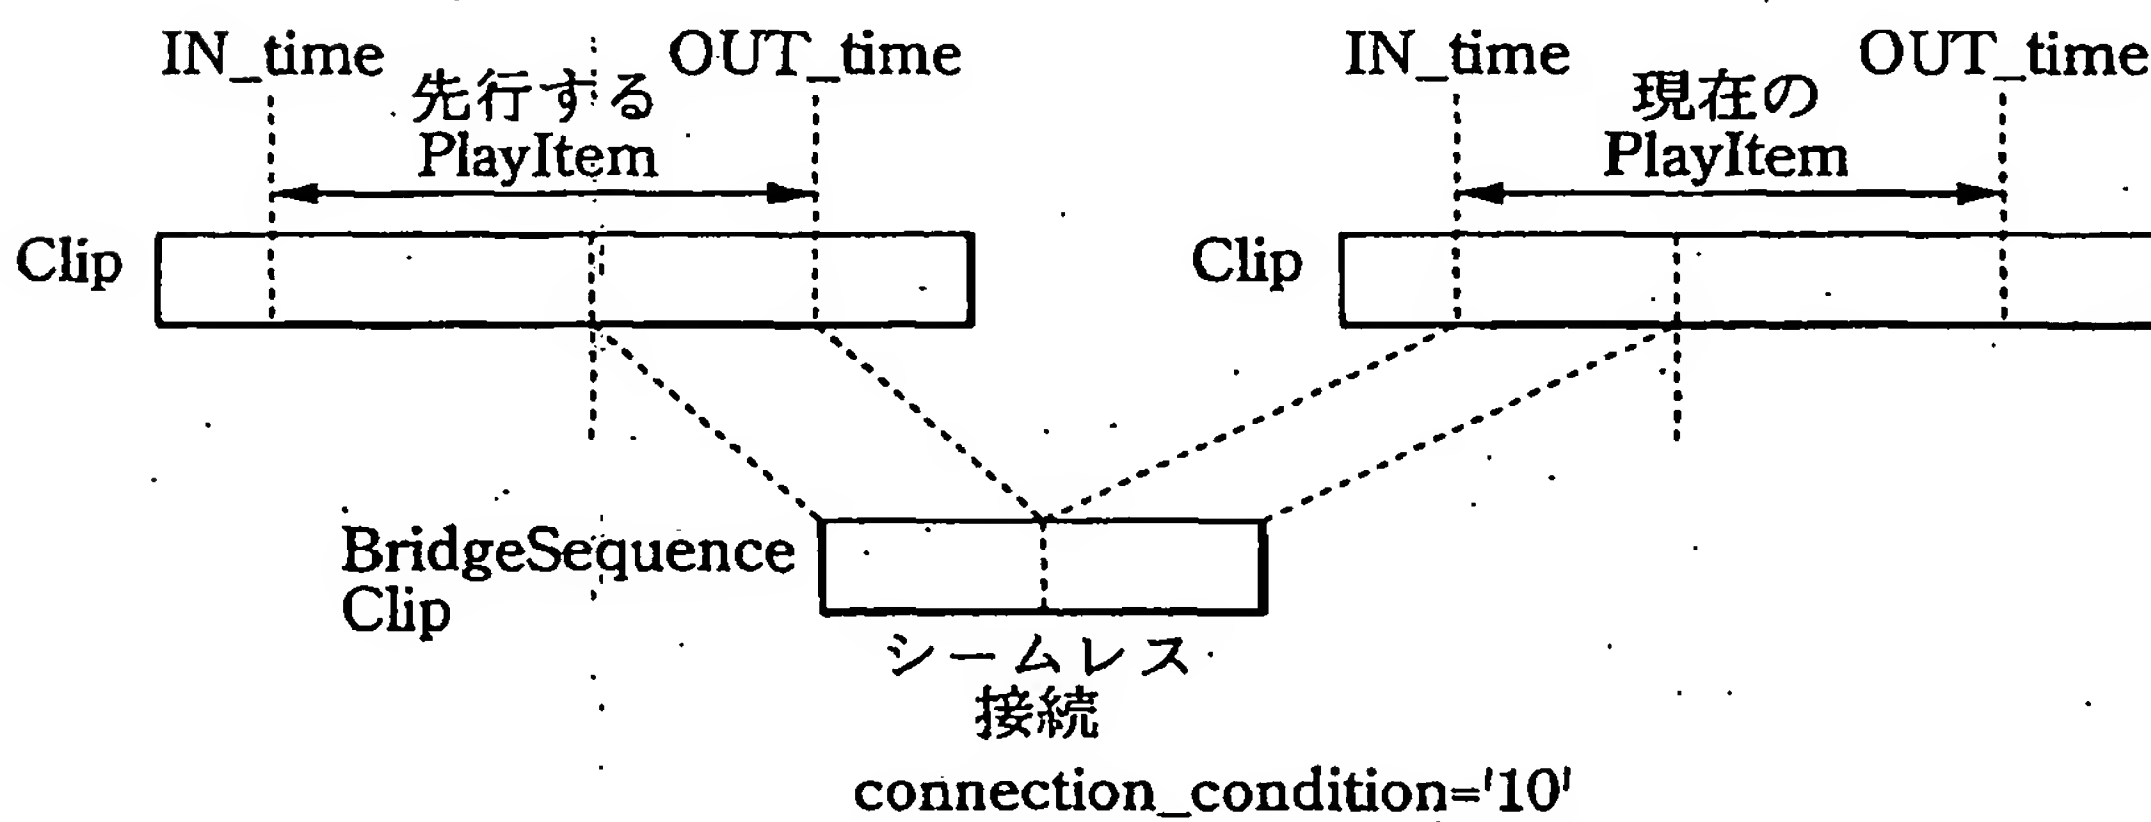 IN_time
OUT_time
先行する
PlayItem
IN_time
OUT_time
現在の
PlayItem
Clip
Clip
BridgeSequence
Clip
シームレス
接続
connection_condition='10'